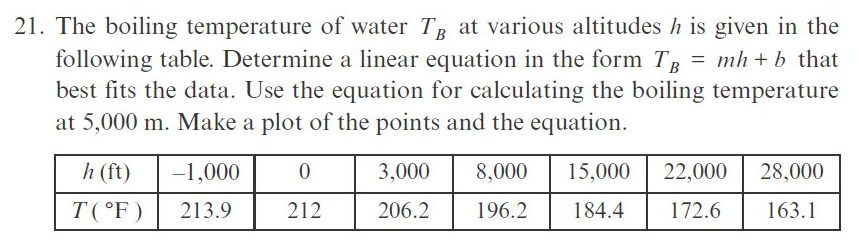 21. The boiling temperature of water T_B at various altitudes h is given in the
following table. Determine a linear equation in the form T_B = mh + b that
best fits the data. Use the equation for calculating the boiling temperature
at 5,000 m. Make a plot of the points and the equation.
h (ft) –1,000 0 3,000 8,000 15,000 22,000 28,000
T (°F) 213.9 212 206.2 196.2 184.4 172.6 163.1